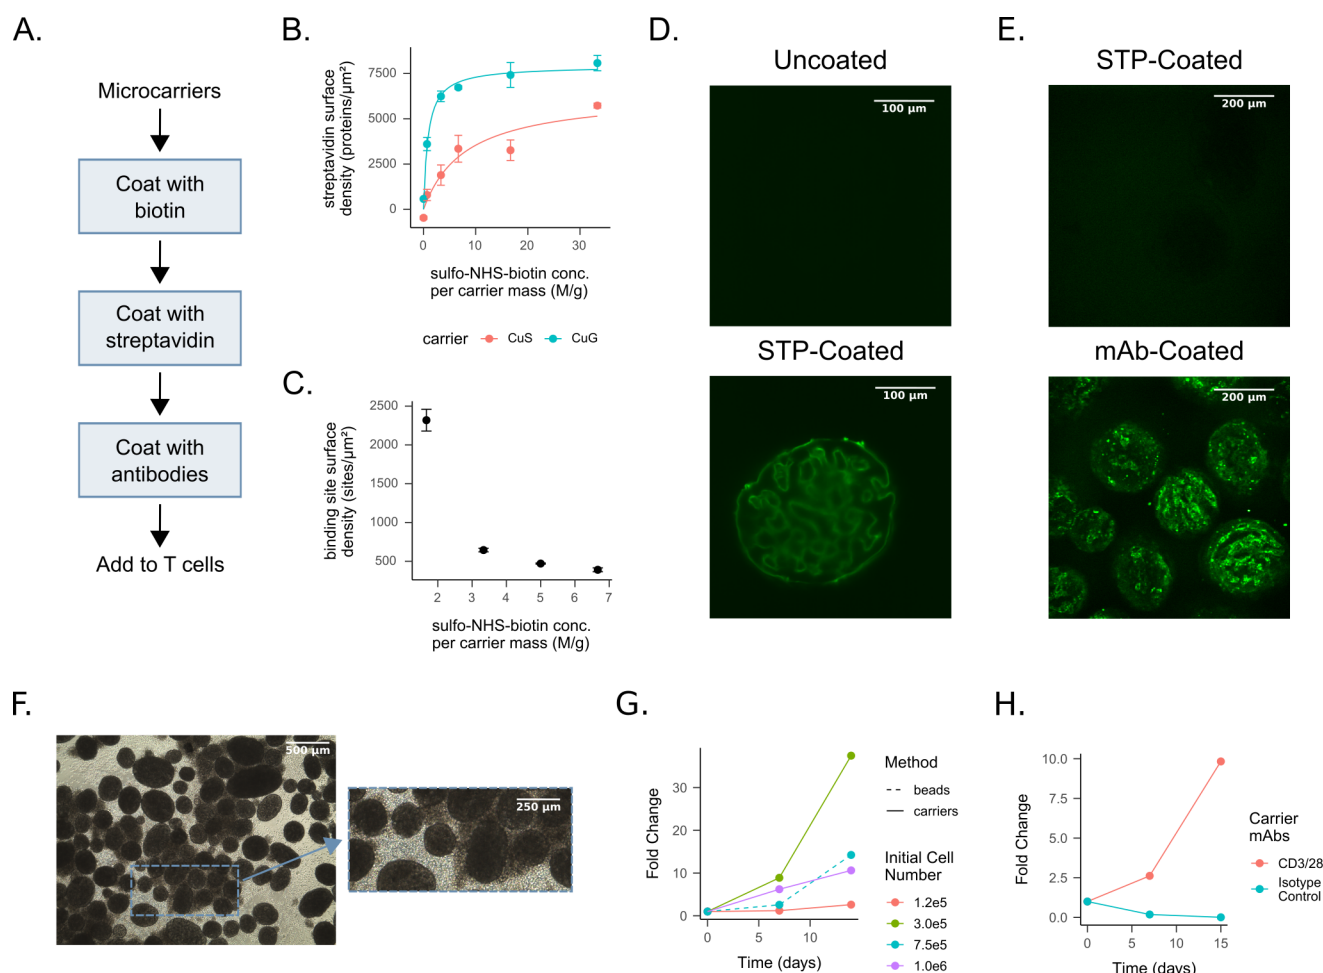 A.
Microcarriers
Coat with
biotin
Coat with
streptavidin
Coat with
antibodies
Add to T cells
B.
streptavidin surface
density (proteins/µm²)
7500
5000
2500
0
0 10 20 30
sulfo-NHS-biotin conc.
per carrier mass (M/g)
carrier CuS CuG
C.
binding site surface
density (sites/µm²)
2500
2000
1500
1000
500
2 3 4 5 6 7
sulfo-NHS-biotin conc.
per carrier mass (M/g)
D.
Uncoated
100 µm
STP-Coated
100 µm
E.
STP-Coated
200 µm
mAb-Coated
200 µm
F.
500 µm
250 µm
G.
Fold Change
30
20
10
0
0 5 10
Time (days)
Method
beads
carriers
Initial Cell
Number
1.2e5
3.0e5
7.5e5
1.0e6
H.
Fold Change
10.0
7.5
5.0
2.5
0.0
0 5 10 15
Time (days)
Carrier
mAbs
CD3/28
Isotype
Control